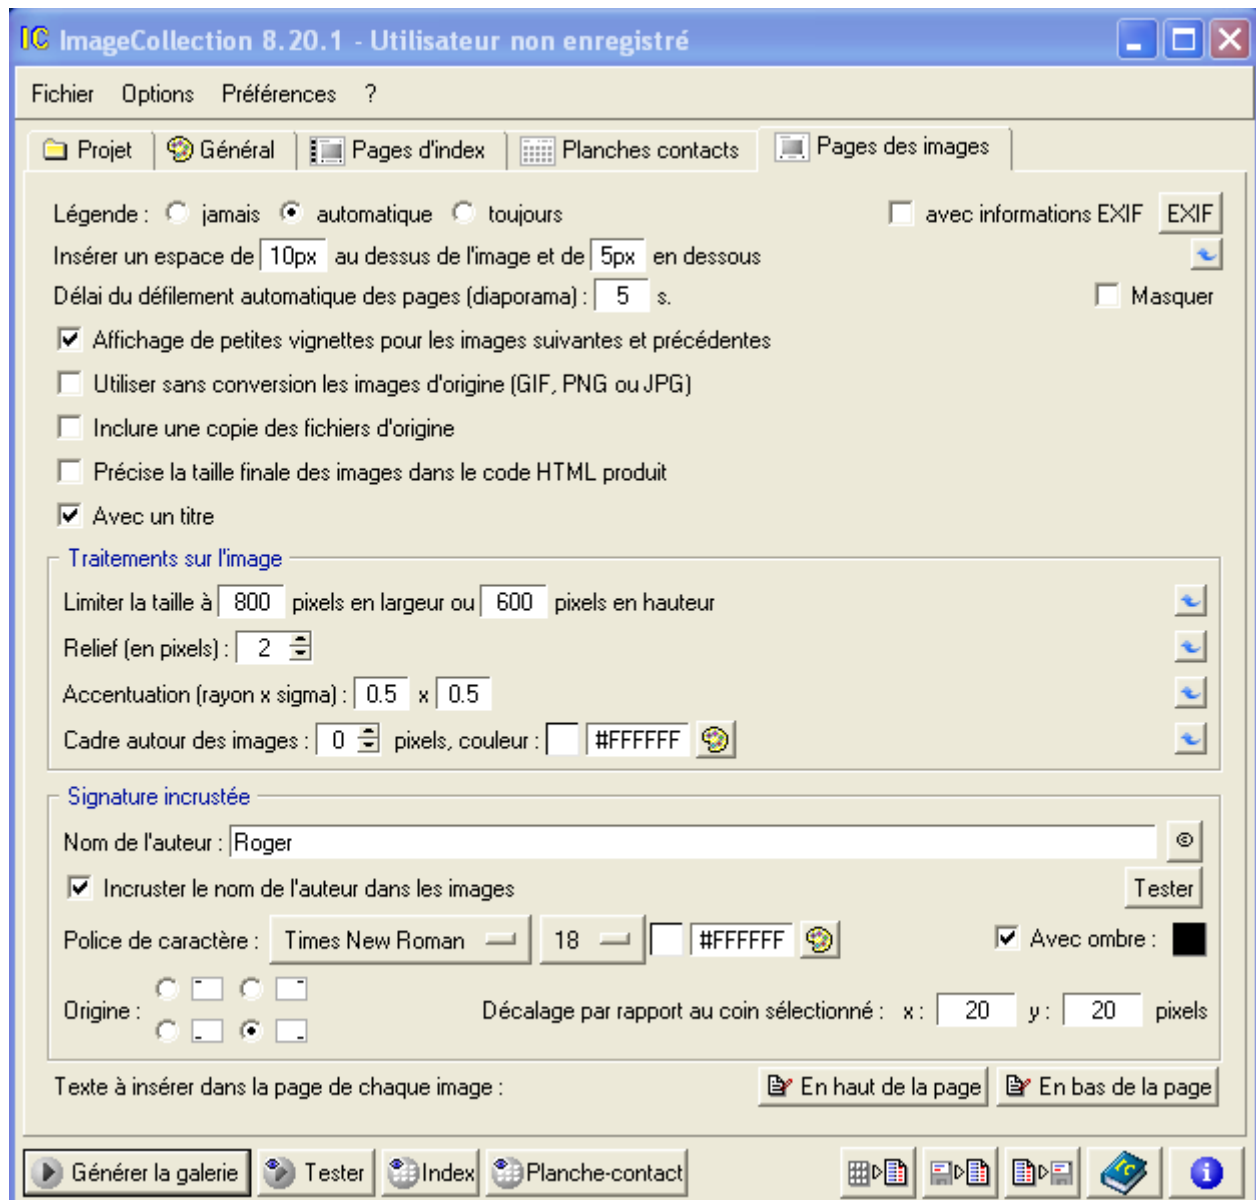 IC ImageCollection 8.20.1 - Utilisateur non enregistré
Fichier Options Préférences ?
Projet Général Pages d'index Planches contacts Pages des images
Légende : jamais automatique toujours avec informations EXIF EXIF
Insérer un espace de 10px au dessus de l'image et de 5px en dessous
Délai du défilement automatique des pages (diaporama) : 5 s. Masquer
Affichage de petites vignettes pour les images suivantes et précédentes
Utiliser sans conversion les images d'origine (GIF, PNG ou JPG)
Inclure une copie des fichiers d'origine
Précise la taille finale des images dans le code HTML produit
Avec un titre
Traitements sur l'image
Limiter la taille à 800 pixels en largeur ou 600 pixels en hauteur
Relief (en pixels) : 2
Accentuation (rayon x sigma) : 0.5 x 0.5
Cadre autour des images : 0 pixels, couleur : #FFFFFF
Signature incrustée
Nom de l'auteur : Roger ©
Incruster le nom de l'auteur dans les images Tester
Police de caractère : Times New Roman 18 #FFFFFF Avec ombre :
Origine : Décalage par rapport au coin sélectionné : x : 20 y : 20 pixels
Texte à insérer dans la page de chaque image : En haut de la page En bas de la page
Générer la galerie Tester Index Planche-contact